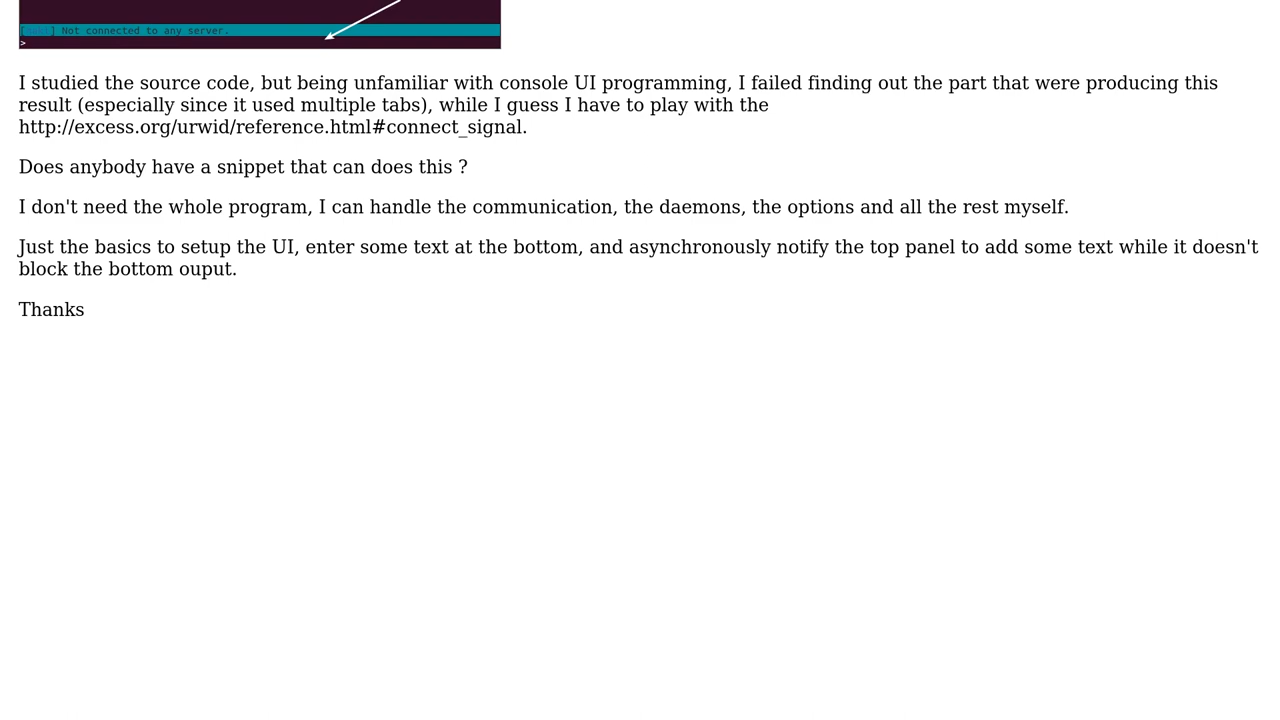 ] Not connected to any server.
>
I studied the source code, but being unfamiliar with console UI programming, I failed finding out the part that were producing this
result (especially since it used multiple tabs), while I guess I have to play with the
http://excess.org/urwid/reference.html#connect_signal.
Does anybody have a snippet that can does this ?
I don't need the whole program, I can handle the communication, the daemons, the options and all the rest myself.
Just the basics to setup the UI, enter some text at the bottom, and asynchronously notify the top panel to add some text while it doesn't
block the bottom ouput.
Thanks